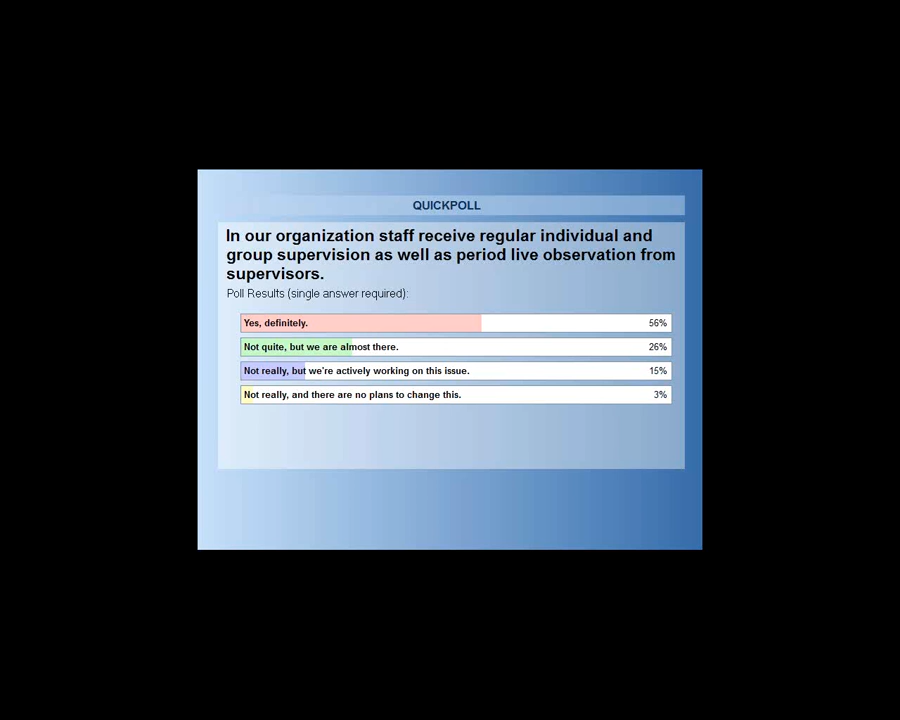 QUICKPOLL
In our organization staff receive regular individual and
group supervision as well as period live observation from
supervisors.
Poll Results (single answer required):
Yes, definitely. 56%
Not quite, but we are almost there. 26%
Not really, but we're actively working on this issue. 15%
Not really, and there are no plans to change this. 3%